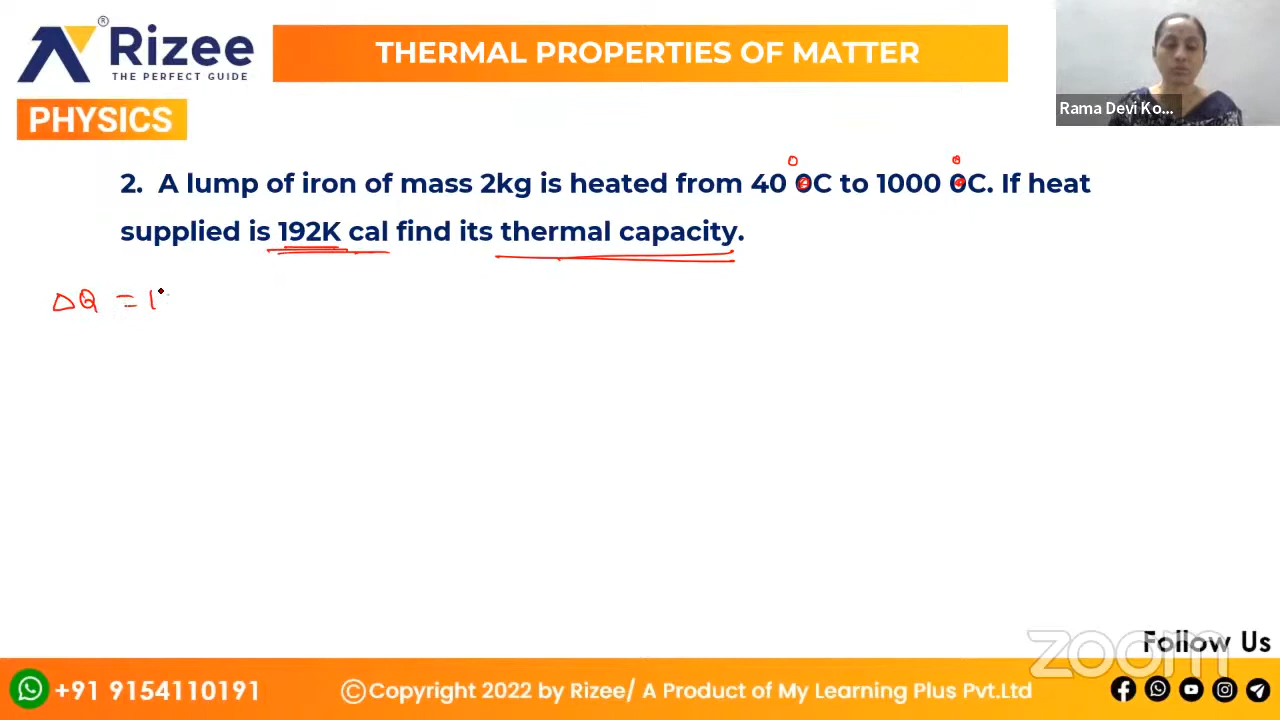 Rizee®
THE PERFECT GUIDE
THERMAL PROPERTIES OF MATTER
Rama Devi Ko...
PHYSICS
2. A lump of iron of mass 2kg is heated from 40 0C to 1000 0C. If heat
supplied is 192K cal find its thermal capacity.
ΔQ = 1
zoom
Follow Us
+91 9154110191
©Copyright 2022 by Rizee/ A Product of My Learning Plus Pvt.Ltd